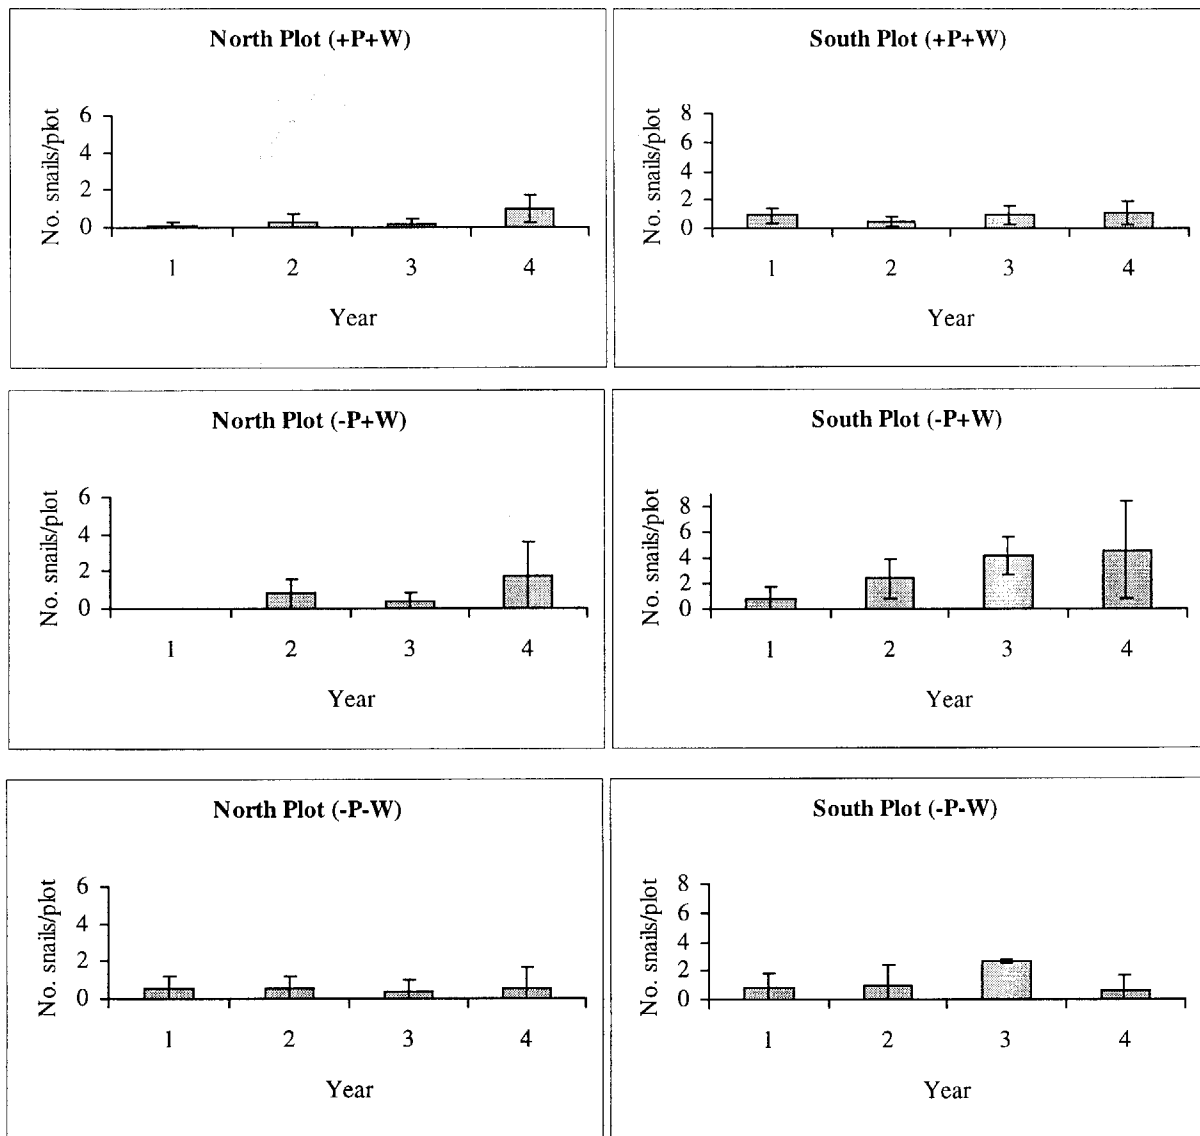 North Plot (+P+W)
No. snails/plot
6
4
2
0
1 2 3 4
Year
South Plot (+P+W)
No. snails/plot
8
6
4
2
0
1 2 3 4
Year
North Plot (-P+W)
No. snails/plot
6
4
2
0
1 2 3 4
Year
South Plot (-P+W)
No. snails/plot
8
6
4
2
0
1 2 3 4
Year
North Plot (-P-W)
No. snails/plot
6
4
2
0
1 2 3 4
Year
South Plot (-P-W)
No. snails/plot
8
6
4
2
0
1 2 3 4
Year